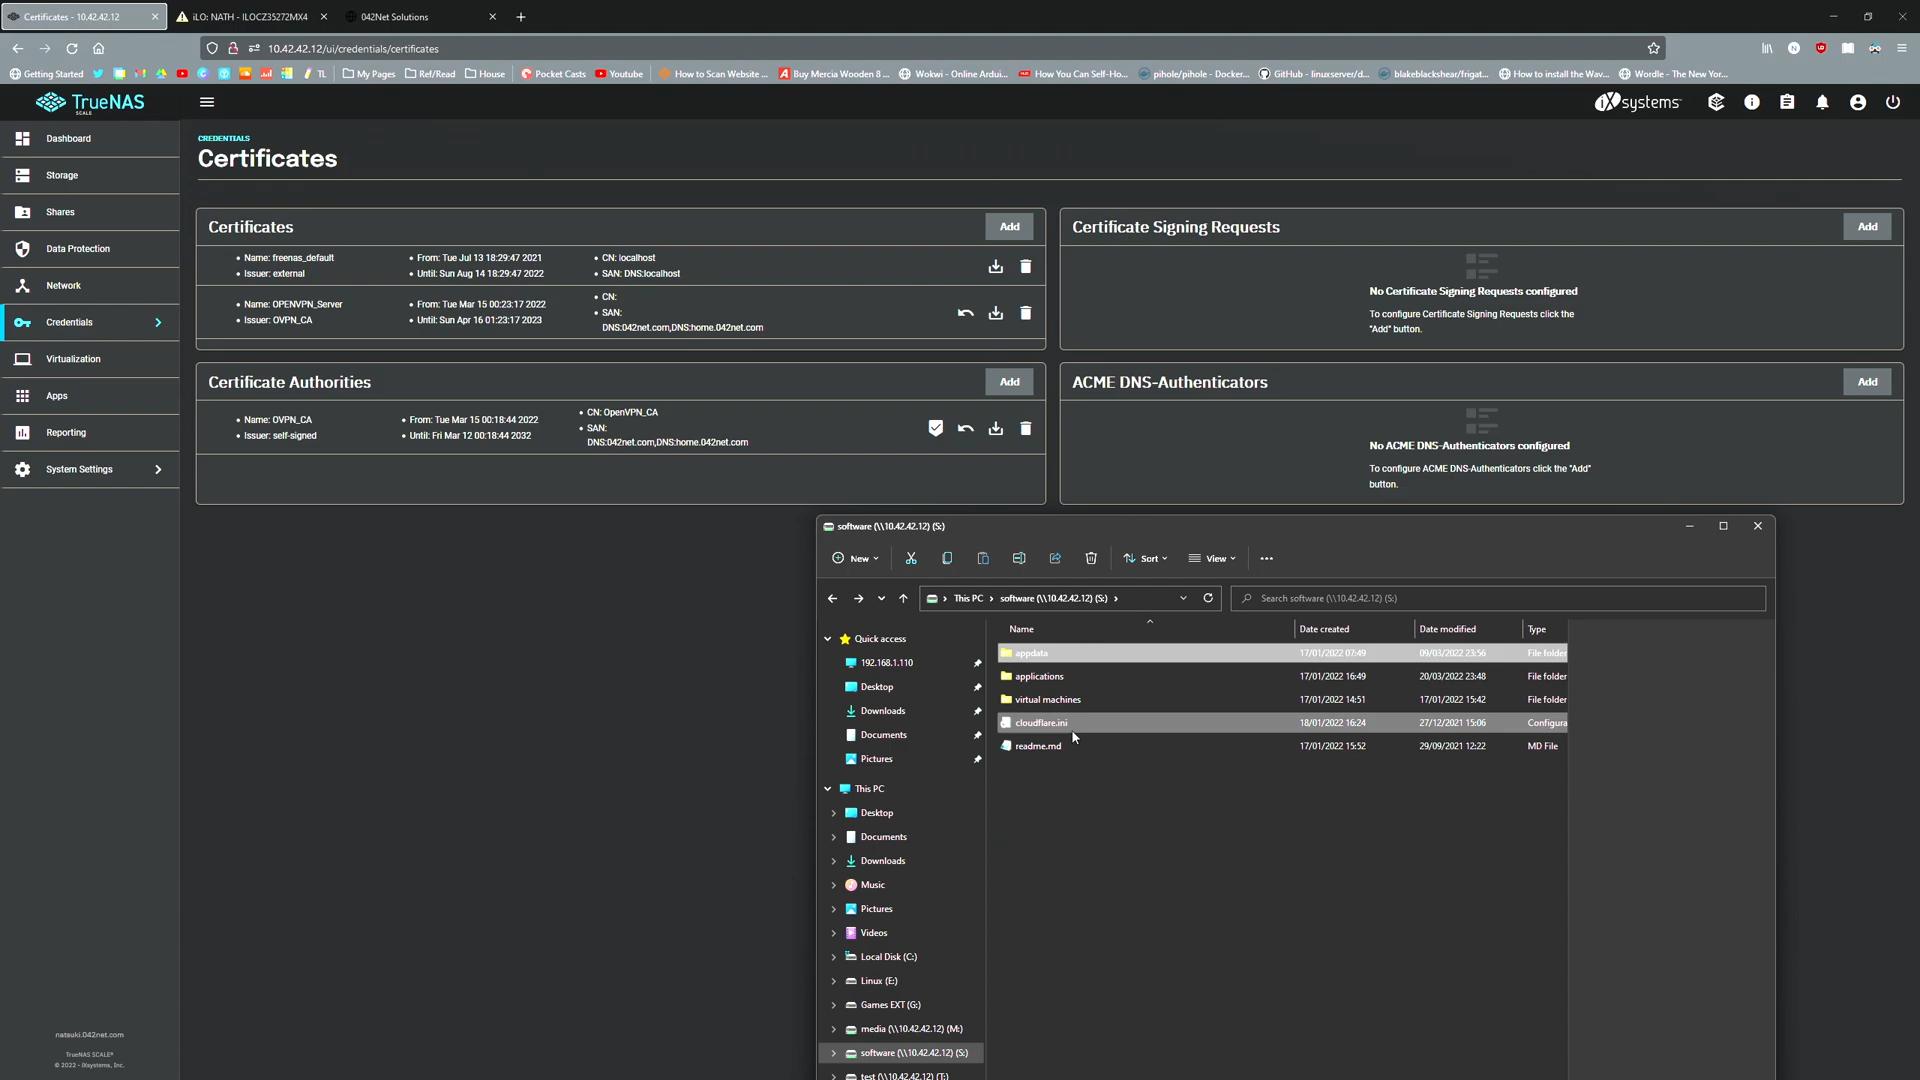 Certificates - 10.42.42.12
iLO: NATH - ILOCZ35272MX4
042Net Solutions
10.42.42.12/ui/credentials/certificates
Getting Started
TL
My Pages
Ref/Read
House
Pocket Casts
Youtube
How to Scan Website ...
Buy Mercia Wooden 8 ...
Wokwi - Online Ardui...
How You Can Self-Ho...
pihole/pihole - Docker...
GitHub - linuxserver/d...
blakeblackshear/frigat...
How to install the Wav...
Wordle - The New Yor...
TrueNAS
SCALE
iXsystems
Dashboard
Storage
Shares
Data Protection
Network
Credentials
Virtualization
Apps
Reporting
System Settings
natsuki.042net.com
TrueNAS SCALE®
© 2022 - iXsystems, Inc.
CREDENTIALS
Certificates
Certificates
Add
Name: freenas_default
Issuer: external
From: Tue Jul 13 18:29:47 2021
Until: Sun Aug 14 18:29:47 2022
CN: localhost
SAN: DNS:localhost
Name: OPENVPN_Server
Issuer: OVPN_CA
From: Tue Mar 15 00:23:17 2022
Until: Sun Apr 16 01:23:17 2023
CN:
SAN:
DNS:042net.com,DNS:home.042net.com
Certificate Signing Requests
Add
No Certificate Signing Requests configured
To configure Certificate Signing Requests click the
"Add" button.
Certificate Authorities
Add
Name: OVPN_CA
Issuer: self-signed
From: Tue Mar 15 00:18:44 2022
Until: Fri Mar 12 00:18:44 2032
CN: OpenVPN_CA
SAN:
DNS:042net.com,DNS:home.042net.com
ACME DNS-Authenticators
Add
No ACME DNS-Authenticators configured
To configure ACME DNS-Authenticators click the "Add"
button.
software (\\10.42.42.12) (S:)
New
Sort
View
This PC
software (\\10.42.42.12) (S:)
Search software (\\10.42.42.12) (S:)
Quick access
192.168.1.110
Desktop
Downloads
Documents
Pictures
This PC
Desktop
Documents
Downloads
Music
Pictures
Videos
Local Disk (C:)
Linux (E:)
Games EXT (G:)
media (\\10.42.42.12) (M:)
software (\\10.42.42.12) (S:)
test (\\10.42.42.12) (T:)
Name Date created Date modified Type
appdata 17/01/2022 07:49 09/03/2022 23:56 File folder
applications 17/01/2022 16:49 20/03/2022 23:48 File folder
virtual machines 17/01/2022 14:51 17/01/2022 15:42 File folder
cloudflare.ini 18/01/2022 16:24 27/12/2021 15:06 Configura
readme.md 17/01/2022 15:52 29/09/2021 12:22 MD File